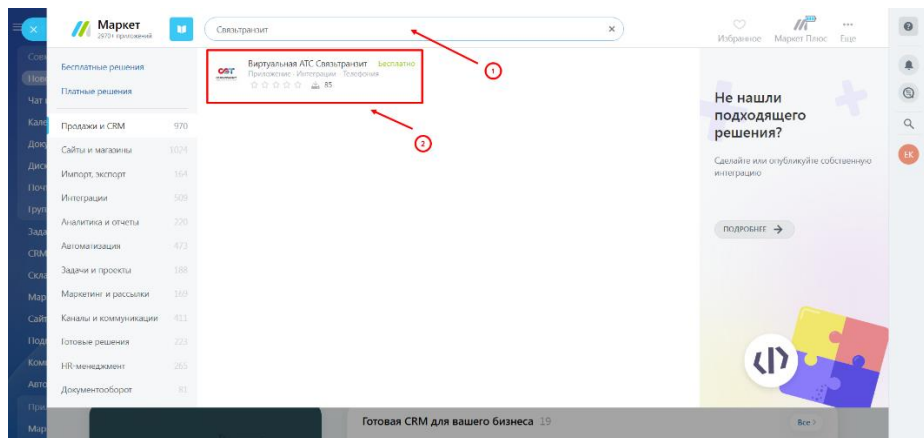 Маркет
2970+ приложений
Связьтранзит
Избранное
Маркет Плюс
Еще
Бесплатные решения
Платные решения
Продажи и CRM 970
Сайты и магазины 1024
Импорт, экспорт 164
Интеграции 509
Аналитика и отчеты 220
Автоматизация 473
Задачи и проекты 188
Маркетинг и рассылки 169
Каналы и коммуникации 411
Готовые решения 223
HR-менеджмент 265
Документооборот 81
Виртуальная АТС Связьтранзит Бесплатно
Приложение - Интеграции Телефония
85
1
2
Не нашли
подходящего
решения?
Сделайте или опубликуйте собственную
интеграцию
ПОДРОБНЕЕ
EK
Чат
CRM
Готовая CRM для вашего бизнеса 19
Все